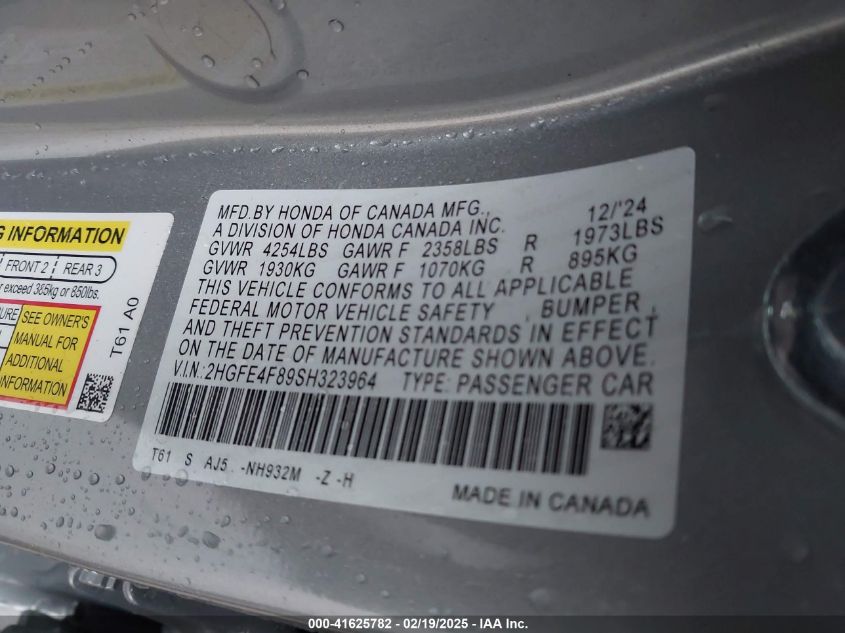 G INFORMATION
FRONT 2 REAR 3
exceed 385kg or 850lbs.
SEE OWNER'S
MANUAL FOR
ADDITIONAL
INFORMATION
T61 A0
MFD.BY HONDA OF CANADA MFG., 12/'24
A DIVISION OF HONDA CANADA INC.
GVWR 4254LBS GAWR F 2358LBS R 1973LBS
GVWR 1930KG GAWR F 1070KG R 895KG
THIS VEHICLE CONFORMS TO ALL APPLICABLE
FEDERAL MOTOR VEHICLE SAFETY , BUMPER ,
AND THEFT PREVENTION STANDARDS IN EFFECT
ON THE DATE OF MANUFACTURE SHOWN ABOVE.
V.I.N:2HGFE4F89SH323964 TYPE: PASSENGER CAR
T61 S AJ5 -NH932M -Z -H
MADE IN CANADA
000-41625782 - 02/19/2025 - IAA Inc.